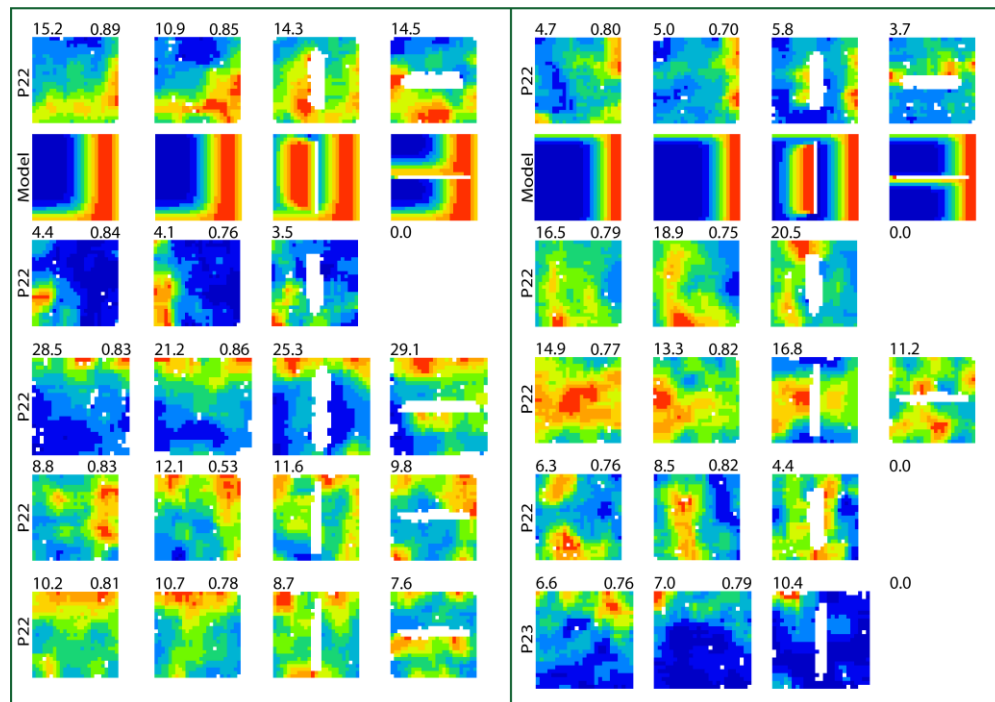 15.2 0.89 10.9 0.85 14.3 14.5
P22
Model
4.4 0.84 4.1 0.76 3.5 0.0
P22
28.5 0.83 21.2 0.86 25.3 29.1
P22
8.8 0.83 12.1 0.53 11.6 9.8
P22
10.2 0.81 10.7 0.78 8.7 7.6
P22
4.7 0.80 5.0 0.70 5.8 3.7
P22
Model
16.5 0.79 18.9 0.75 20.5 0.0
P22
14.9 0.77 13.3 0.82 16.8 11.2
P22
6.3 0.76 8.5 0.82 4.4 0.0
P22
6.6 0.76 7.0 0.79 10.4 0.0
P23